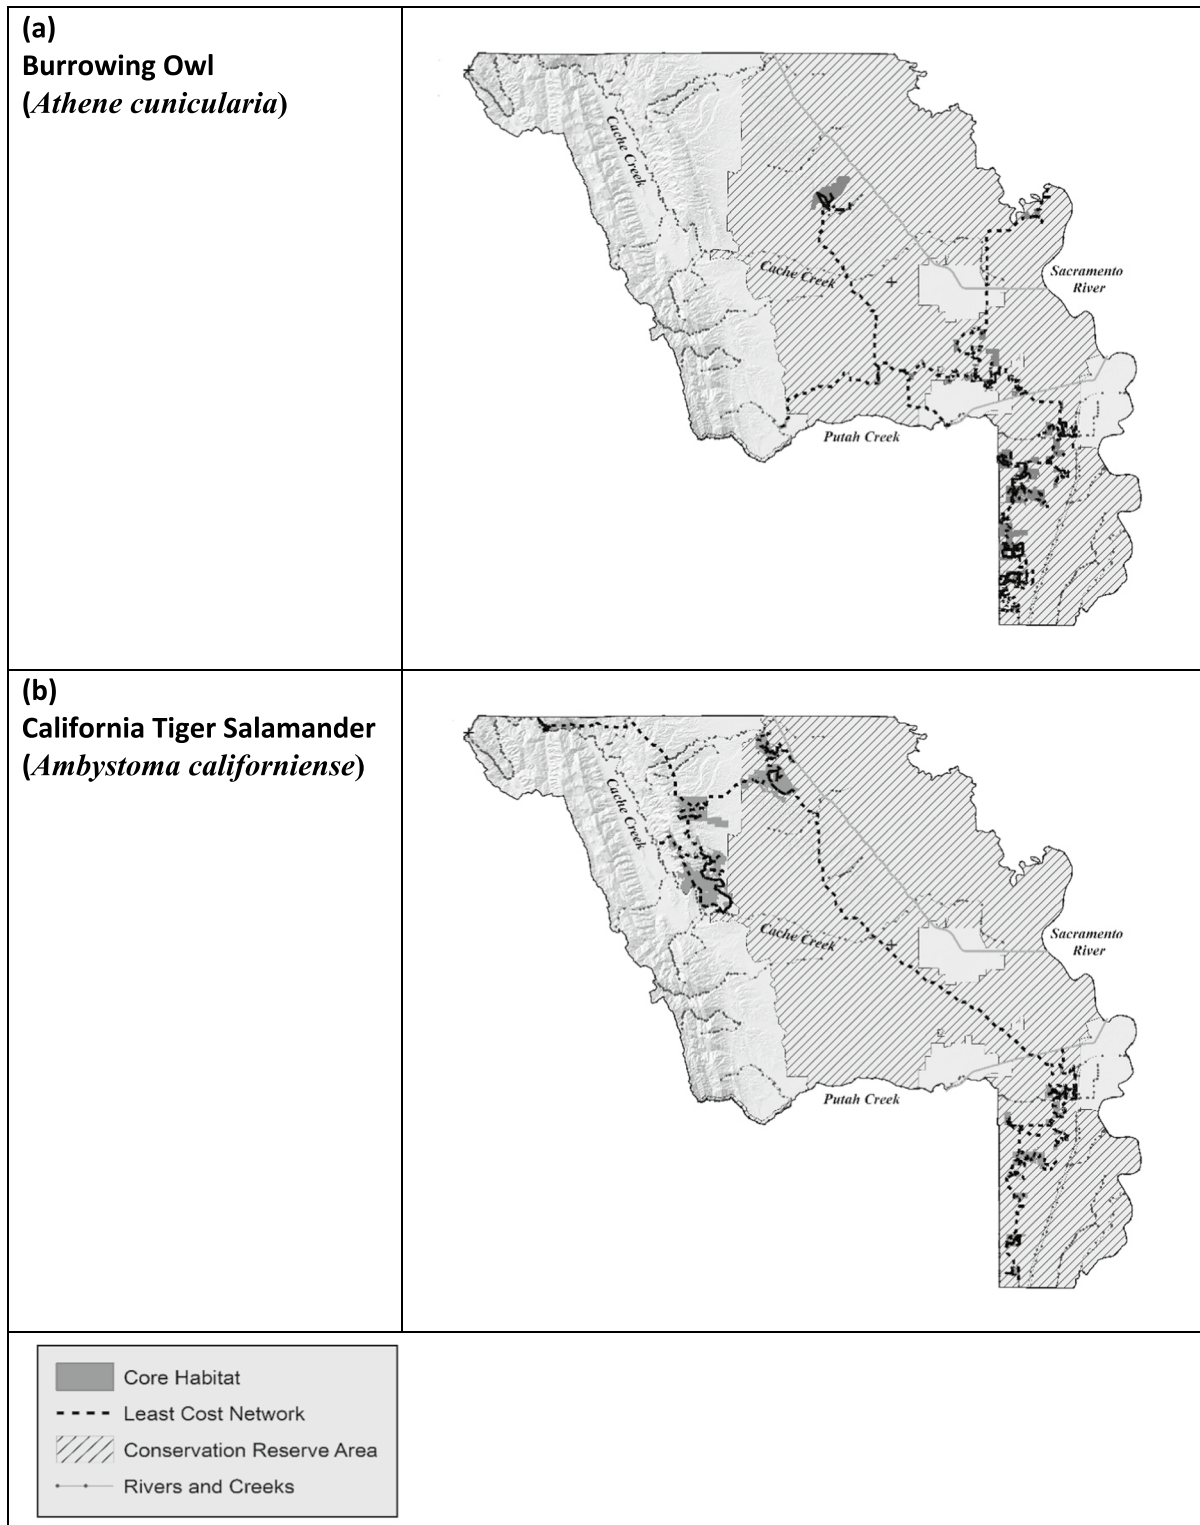 (a)
Burrowing Owl
(Athene cunicularia)
Cache Creek
Cache Creek
Sacramento
River
Putah Creek
(b)
California Tiger Salamander
(Ambystoma californiense)
Cache Creek
Cache Creek
Sacramento
River
Putah Creek
Core Habitat
Least Cost Network
Conservation Reserve Area
Rivers and Creeks